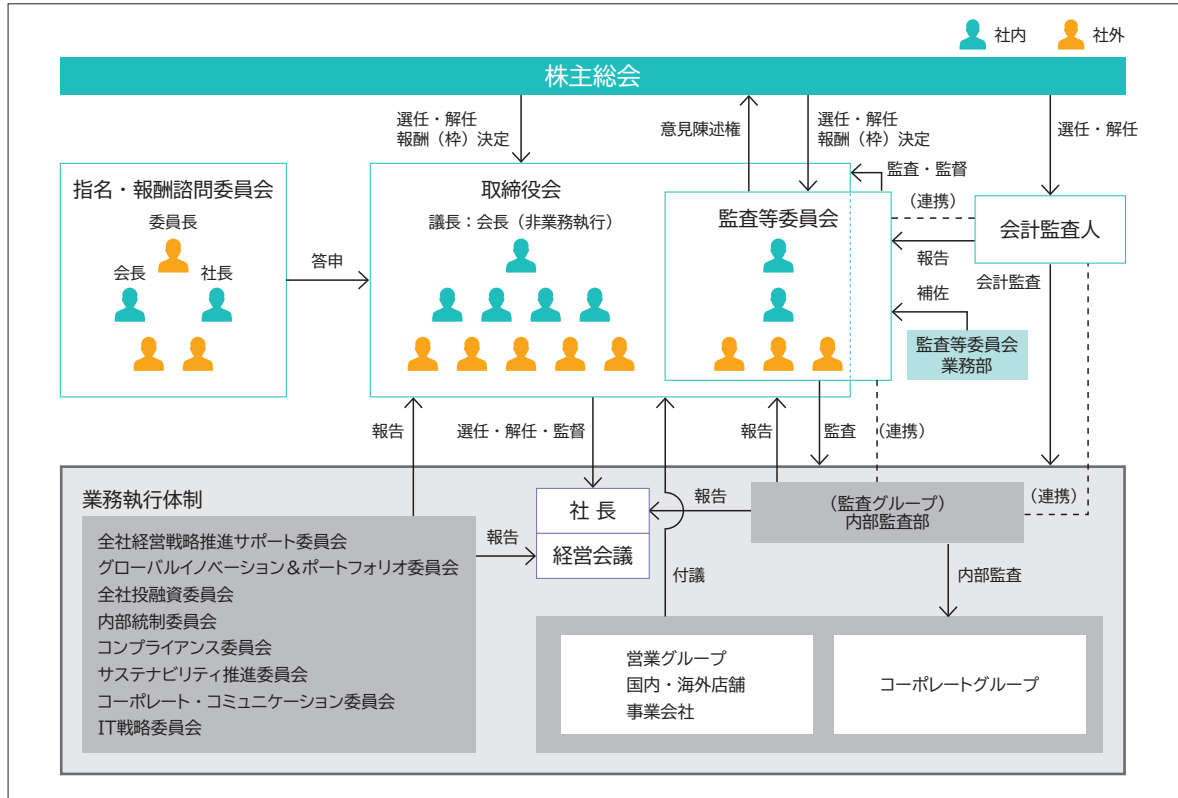 社内
社外
株主総会
選任・解任
報酬（枠）決定
意見陳述権
選任・解任
報酬（枠）決定
選任・解任
指名・報酬諮問委員会
委員長
会長
社長
答申
取締役会
議長：会長（非業務執行）
監査等委員会
監査・監督
（連携）
会計監査人
報告
会計監査
補佐
監査等委員会
業務部
報告
選任・解任・監督
報告
監査
（連携）
業務執行体制
全社経営戦略推進サポート委員会
グローバルイノベーション＆ポートフォリオ委員会
全社投融資委員会
内部統制委員会
コンプライアンス委員会
サステナビリティ推進委員会
コーポレート・コミュニケーション委員会
IT戦略委員会
報告
社 長
経営会議
報告
（監査グループ）
内部監査部
（連携）
付議
内部監査
営業グループ
国内・海外店舗
事業会社
コーポレートグループ